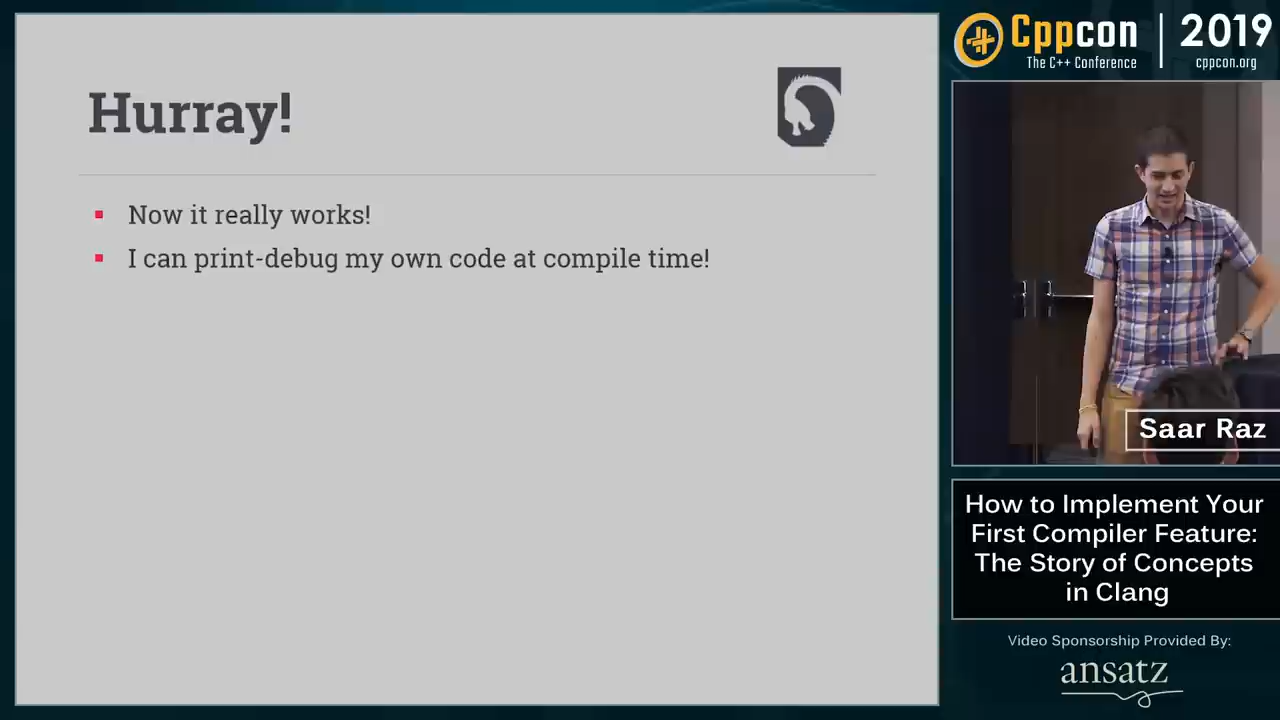 Hurray!
Now it really works!
I can print-debug my own code at compile time!
Cppcon | 2019
The C++ Conference
cppcon.org
Saar Raz
How to Implement Your
First Compiler Feature:
The Story of Concepts
in Clang
Video Sponsorship Provided By:
ansatz